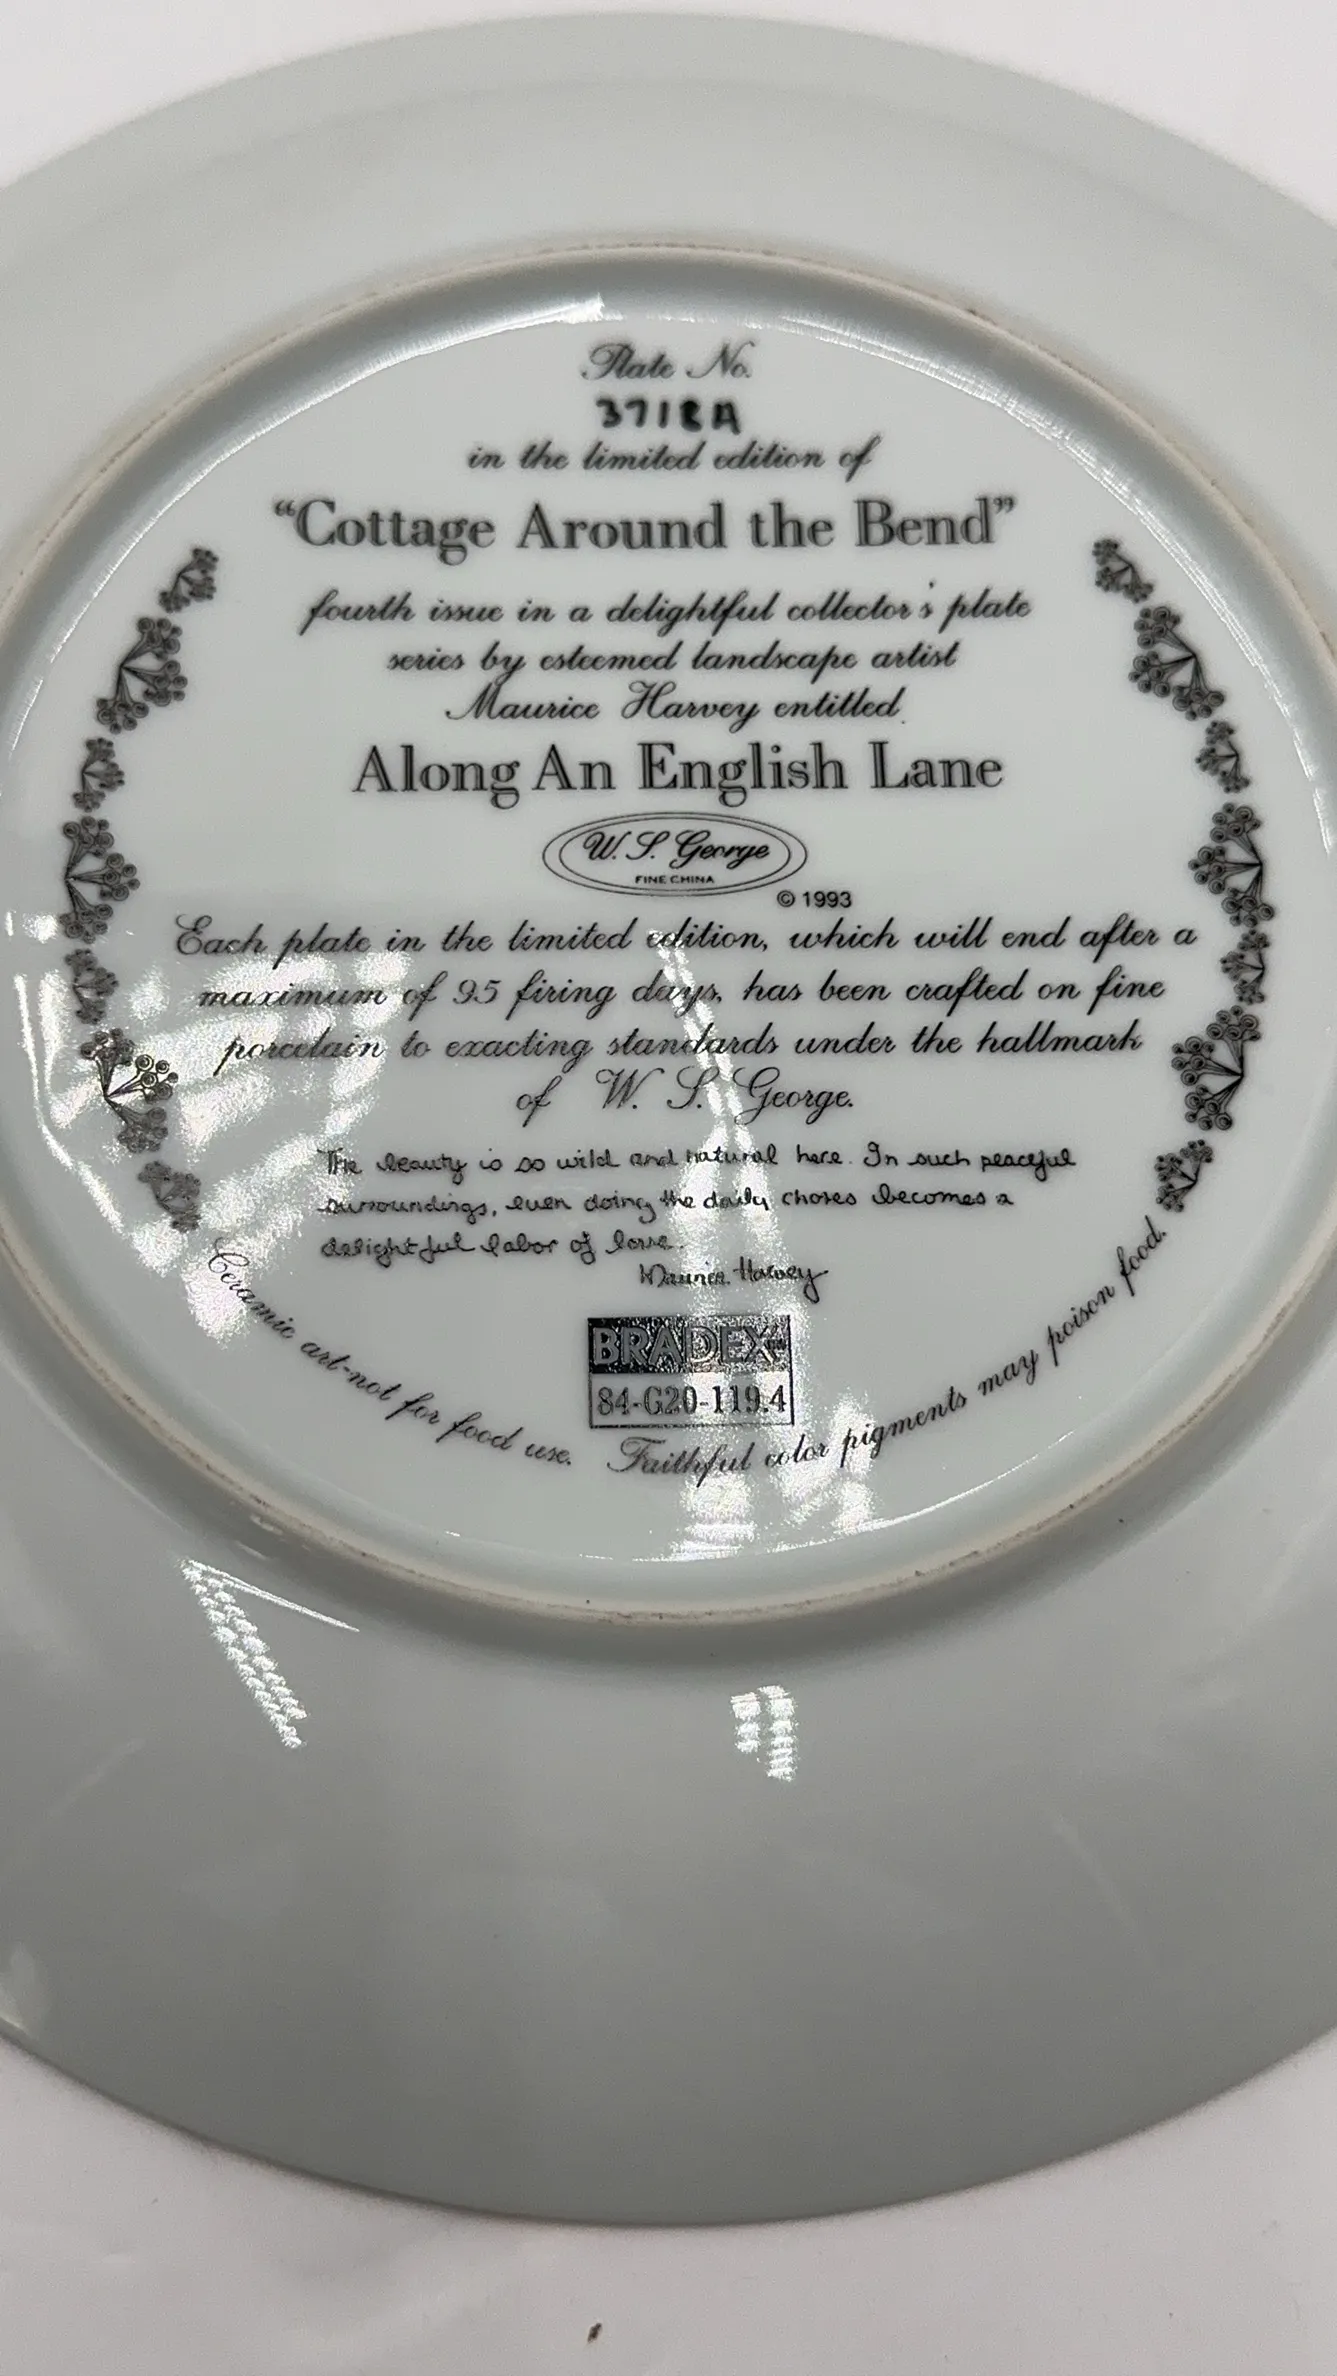 Plate No.
3718A
in the limited edition of
“Cottage Around the Bend”
fourth issue in a delightful collector's plate
series by esteemed landscape artist
Maurice Harvey entitled
Along An English Lane
W. S. George
FINE CHINA
© 1993
Each plate in the limited edition, which will end after a
maximum of 95 firing days, has been crafted on fine
porcelain to exacting standards under the hallmark
of W. S. George.
The beauty is so wild and natural here. In such peaceful
surroundings, even doing the daily chores becomes a
delightful labor of love.
Maurice Harvey
BRADEX™
84-G20-119.4
Ceramic art-not for food use. Faithful color pigments may poison food.